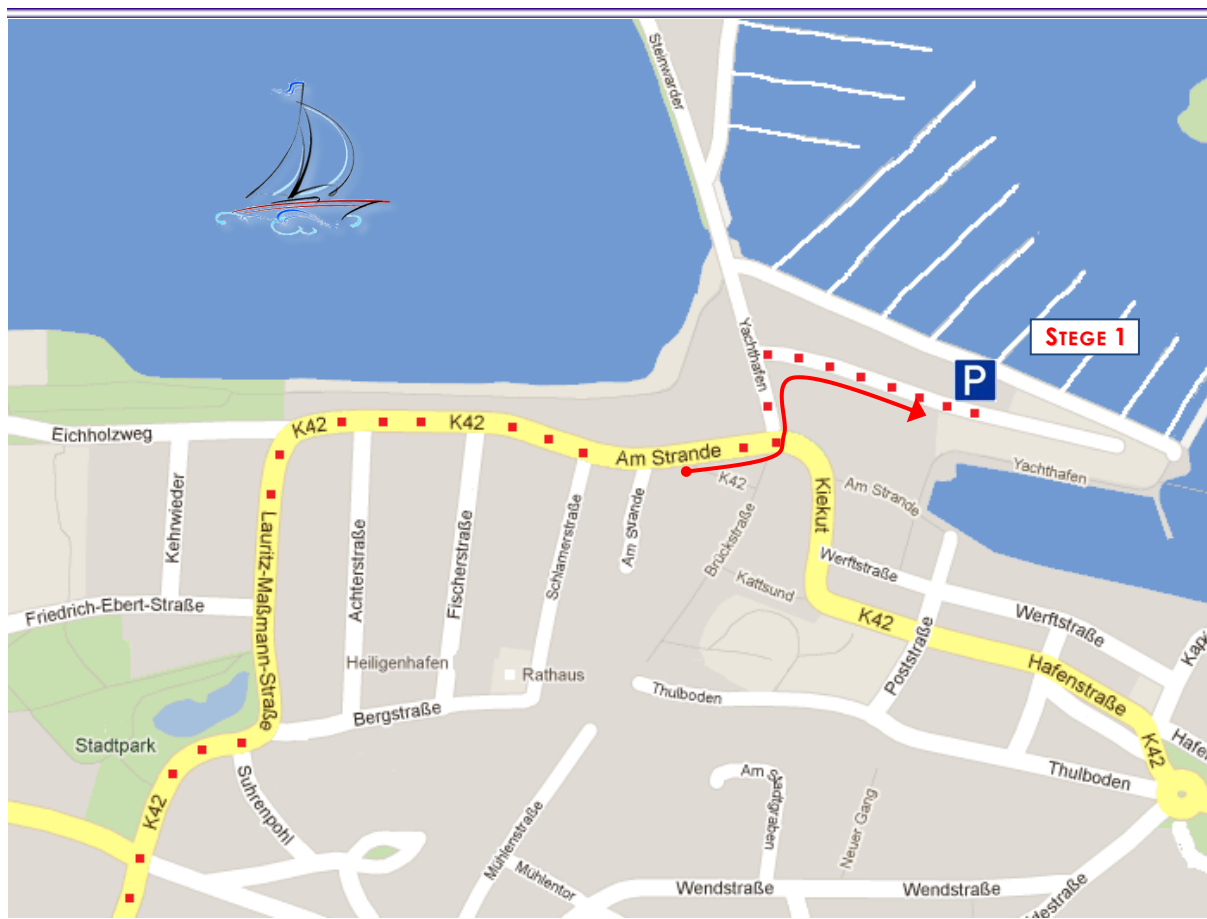 Steinwarder
Yachthafen
STEGE 1
P
Eichholzweg
K42
K42
Am Strande
K42
Yachthafen
Am Strande
Kiekut
Kehrwieder
Lauritz-Maßmann-Straße
Achterstraße
Fischerstraße
Schlamerstraße
Am Strande
Brückstraße
Kattsund
Werftstraße
Werftstraße
Friedrich-Ebert-Straße
K42
Poststraße
Heiligenhafen
Rathaus
Thulboden
Hafenstraße
Bergstraße
Stadtpark
K42
Thulboden
K42
Suhrenpohl
Mühlenstraße
Mühlentor
Am Stadtgraben
Neuer Gang
Wendstraße
Wendstraße